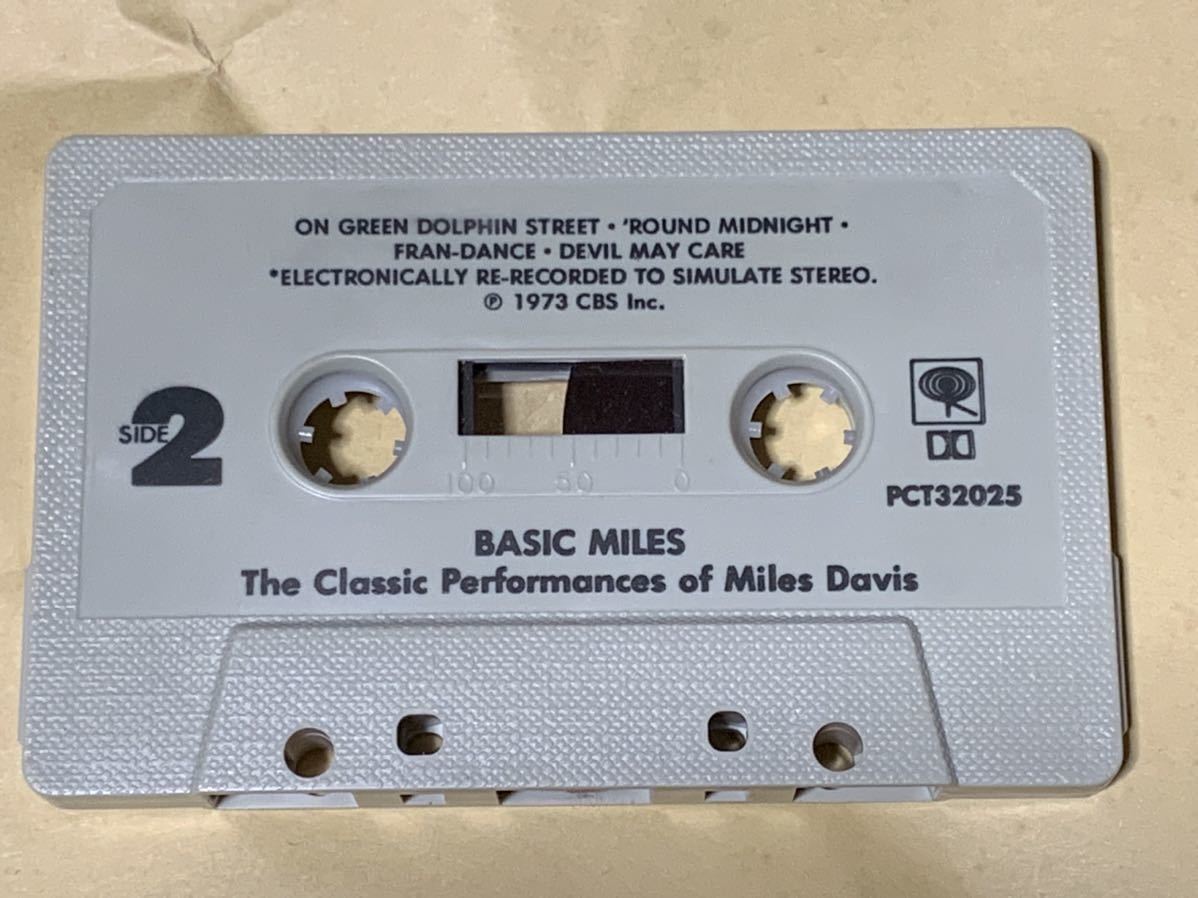 ON GREEN DOLPHIN STREET • 'ROUND MIDNIGHT •
FRAN-DANCE • DEVIL MAY CARE
*ELECTRONICALLY RE-RECORDED TO SIMULATE STEREO.
℗ 1973 CBS Inc.
SIDE 2
100 50 0
PCT32025
BASIC MILES
The Classic Performances of Miles Davis